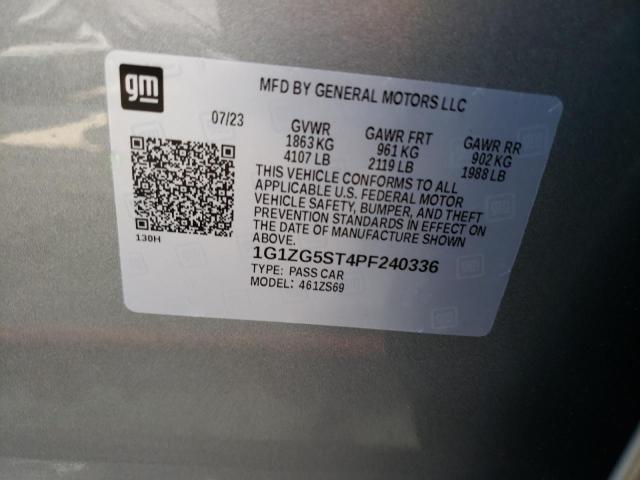 gm
MFD BY GENERAL MOTORS LLC
07/23
GVWR GAWR FRT GAWR RR
1863 KG 961 KG 902 KG
4107 LB 2119 LB 1988 LB
THIS VEHICLE CONFORMS TO ALL
APPLICABLE U.S. FEDERAL MOTOR
VEHICLE SAFETY, BUMPER, AND THEFT
PREVENTION STANDARDS IN EFFECT ON
THE DATE OF MANUFACTURE SHOWN
ABOVE.
130H
1G1ZG5ST4PF240336
TYPE: PASS CAR
MODEL: 461ZS69